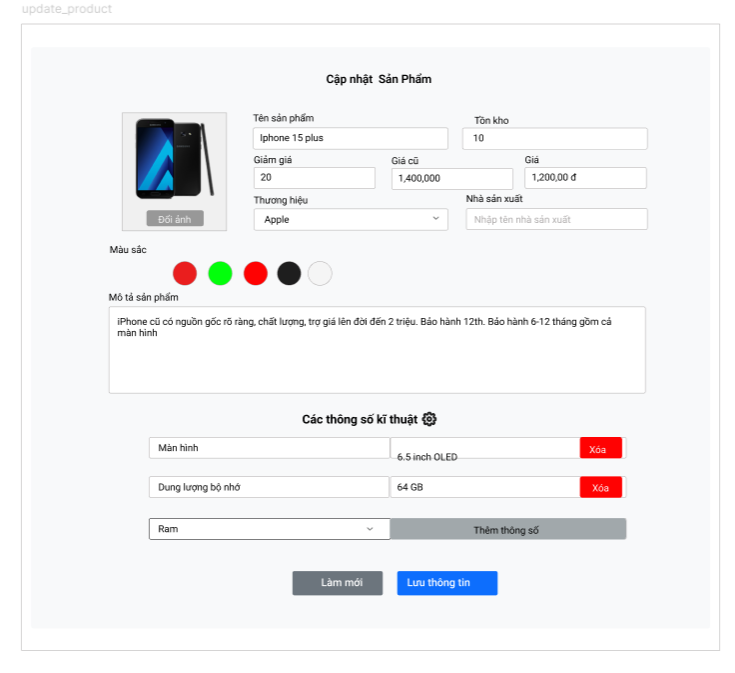 update_product
Cập nhật Sản Phẩm
Tên sản phẩm
Tồn kho
Iphone 15 plus
10
Giảm giá
Giá cũ
Giá
20
1,400,000
1,200,00 đ
Thương hiệu
Nhà sản xuất
Đổi ảnh
Apple
Nhập tên nhà sản xuất
Màu sắc
Mô tả sản phẩm
iPhone cũ có nguồn gốc rõ ràng, chất lượng, trợ giá lên đời đến 2 triệu. Bảo hành 12th. Bảo hành 6-12 tháng gồm cả
màn hình
Các thông số kĩ thuật
Màn hình
6.5 inch OLED
Xóa
Dung lượng bộ nhớ
64 GB
Xóa
Ram
Thêm thông số
Làm mới
Lưu thông tin